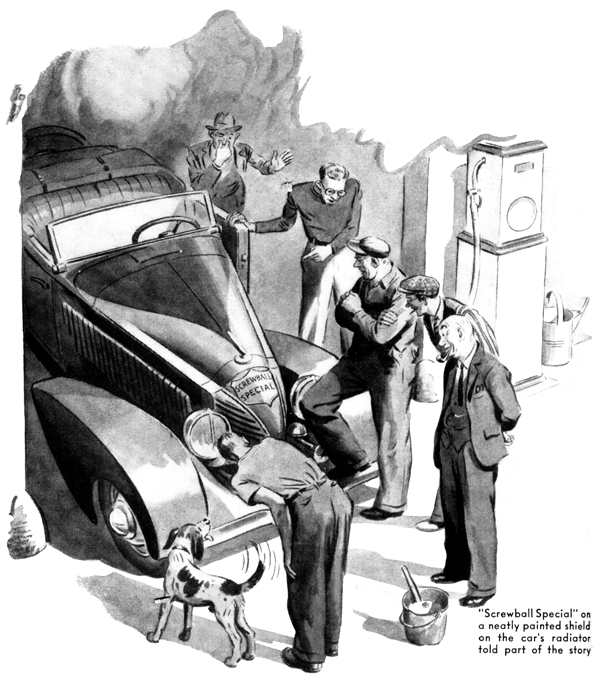 SCREWBALL
SPECIAL
"Screwball Special" on
a neatly painted shield
on the car's radiator
told part of the story